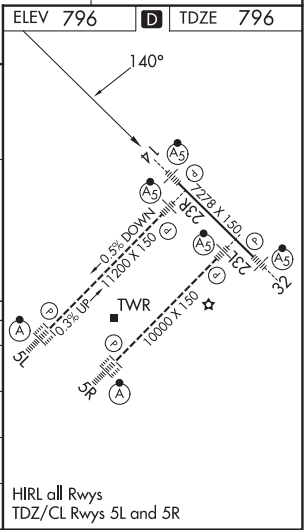 ELEV 796 D TDZE 796
140°
14
A5
P
A5
23R
7278 X 150
P
A5
23L
P
A5
32
0.5% DOWN
P
0.3% UP
11200 X 150
TWR
10000 X 150
A
P
5L
P
5R
A
HIRL all Rwys
TDZ/CL Rwys 5L and 5R